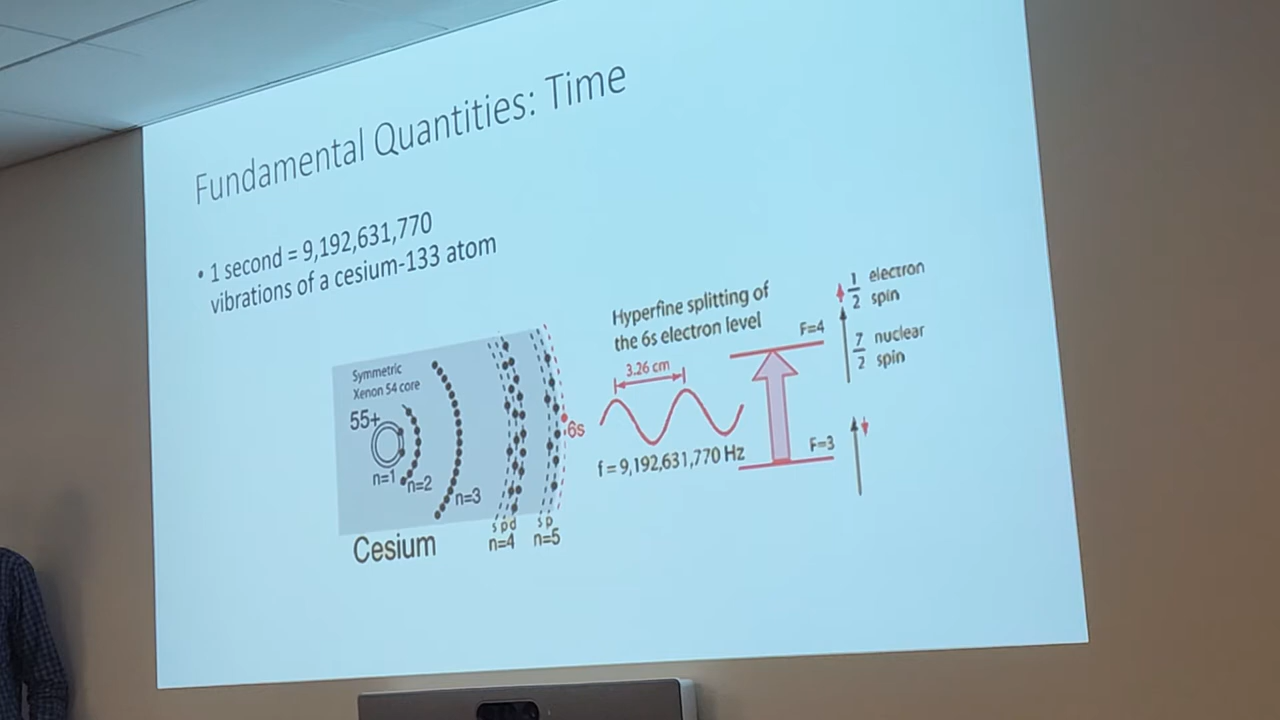 Fundamental Quantities: Time
• 1 second = 9,192,631,770
vibrations of a cesium-133 atom
Symmetric
Xenon 54 core
55+
n=1
n=2
n=3
s p d
n=4
s p
n=5
6s
Cesium
Hyperfine splitting of
the 6s electron level
3.26 cm
f = 9,192,631,770 Hz
F=4
F=3
1/2 electron
spin
7/2 nuclear
spin